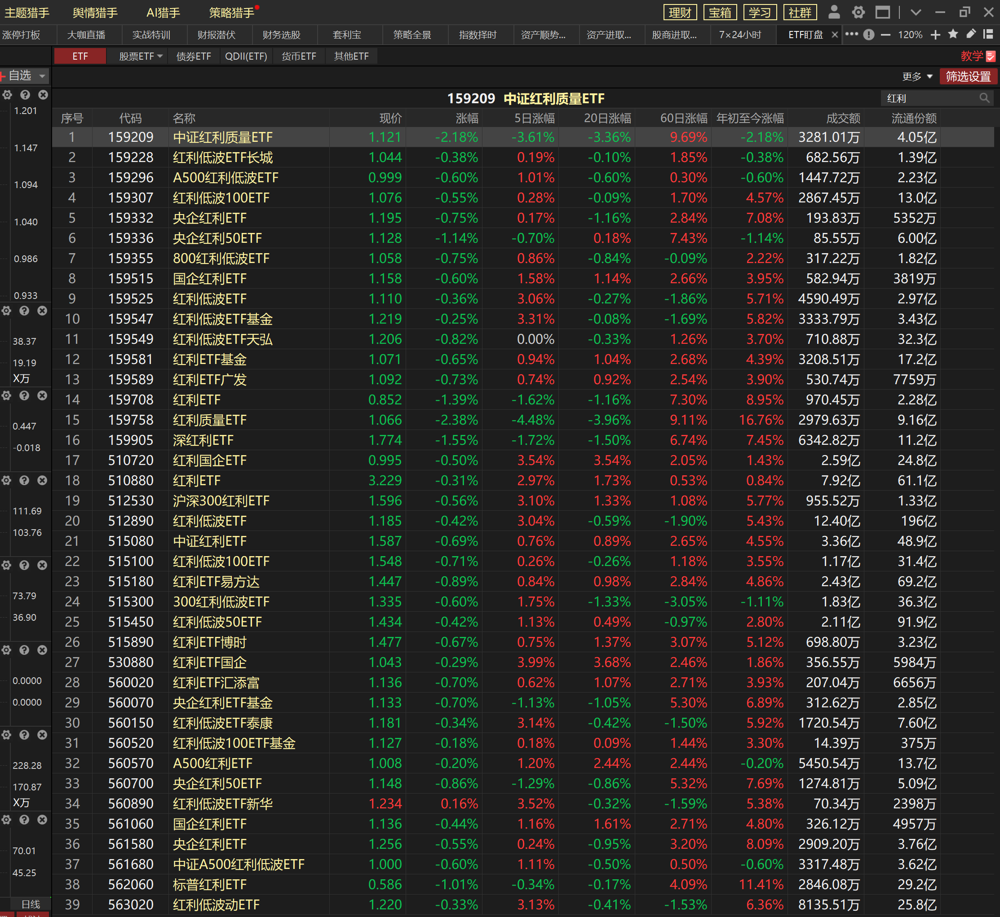 主题猎手 舆情猎手 AI猎手 策略猎手 理财 宝箱 学习 社群
涨停打板 大咖直播 实战特训 财报潜伏 财务选股 套利宝 策略全景 指数择时 资产顺势... 资产进取... 股商进取... 7×24小时 ETF盯盘 120%
ETF 股票ETF 债券ETF QDII(ETF) 货币ETF 其他ETF 教学
自选 更多 筛选设置
159209 中证红利质量ETF 红利
序号 代码 名称 现价 涨幅 5日涨幅 20日涨幅 60日涨幅 年初至今涨幅 成交额 流通份额
1 159209 中证红利质量ETF 1.121 -2.18% -3.61% -3.36% 9.69% -2.18% 3281.01万 4.05亿
2 159228 红利低波ETF长城 1.044 -0.38% 0.19% -0.10% 1.85% -0.38% 682.56万 1.39亿
3 159296 A500红利低波ETF 0.999 -0.60% 1.01% -0.60% 0.30% -0.60% 1447.72万 2.23亿
4 159307 红利低波100ETF 1.076 -0.55% 0.28% -0.09% 1.70% 4.57% 2867.45万 13.0亿
5 159332 央企红利ETF 1.195 -0.75% 0.17% -1.16% 2.84% 7.08% 193.83万 5352万
6 159336 央企红利50ETF 1.128 -1.14% -0.70% 0.18% 7.43% -1.14% 85.55万 6.00亿
7 159355 800红利低波ETF 1.058 -0.75% 0.86% -0.84% -0.09% 2.22% 317.22万 1.82亿
8 159515 国企红利ETF 1.158 -0.60% 1.58% 1.14% 2.66% 3.95% 582.94万 3819万
9 159525 红利低波ETF 1.110 -0.36% 3.06% -0.27% -1.86% 5.71% 4590.49万 2.97亿
10 159547 红利低波ETF基金 1.219 -0.25% 3.31% -0.08% -1.69% 5.82% 3333.79万 3.43亿
11 159549 红利低波ETF天弘 1.206 -0.82% 0.00% -0.33% 1.26% 3.70% 710.88万 32.3亿
12 159581 红利ETF基金 1.071 -0.65% 0.94% 1.04% 2.68% 4.39% 3208.51万 17.2亿
13 159589 红利ETF广发 1.092 -0.73% 0.74% 0.92% 2.54% 3.90% 530.74万 7759万
14 159708 红利ETF 0.852 -1.39% -1.62% -1.16% 7.30% 8.95% 970.45万 2.28亿
15 159758 红利质量ETF 1.066 -2.38% -4.48% -3.96% 9.11% 16.76% 2979.63万 9.16亿
16 159905 深红利ETF 1.774 -1.55% -1.72% -1.50% 6.74% 7.45% 6342.82万 11.2亿
17 510720 红利国企ETF 0.995 -0.50% 3.54% 3.54% 2.05% 1.43% 2.59亿 24.8亿
18 510880 红利ETF 3.229 -0.31% 2.97% 1.73% 0.53% 0.84% 7.92亿 61.1亿
19 512530 沪深300红利ETF 1.596 -0.56% 3.10% 1.33% 1.08% 5.77% 955.52万 1.33亿
20 512890 红利低波ETF 1.185 -0.42% 3.04% -0.59% -1.90% 5.43% 12.40亿 196亿
21 515080 中证红利ETF 1.587 -0.69% 0.76% 0.89% 2.65% 4.55% 3.36亿 48.9亿
22 515100 红利低波100ETF 1.548 -0.71% 0.26% -0.26% 1.18% 3.55% 1.17亿 31.4亿
23 515180 红利ETF易方达 1.447 -0.89% 0.84% 0.98% 2.84% 4.86% 2.43亿 69.2亿
24 515300 300红利低波ETF 1.335 -0.60% 1.75% -1.33% -3.05% -1.11% 1.83亿 36.3亿
25 515450 红利低波50ETF 1.434 -0.42% 1.13% 0.49% -0.97% 2.80% 2.11亿 91.9亿
26 515890 红利ETF博时 1.477 -0.67% 0.75% 1.37% 3.07% 5.12% 698.80万 3.23亿
27 530880 红利ETF国企 1.043 -0.29% 3.99% 3.68% 2.46% 1.86% 356.55万 5984万
28 560020 红利ETF汇添富 1.136 -0.70% 0.62% 1.07% 2.71% 3.93% 207.04万 6656万
29 560070 央企红利ETF基金 1.133 -0.70% -1.13% -1.05% 5.30% 6.89% 312.62万 2.85亿
30 560150 红利低波ETF泰康 1.181 -0.34% 3.14% -0.42% -1.50% 5.92% 1720.54万 7.60亿
31 560520 红利低波100ETF基金 1.127 -0.18% 0.18% 0.09% 1.44% 3.30% 14.39万 375万
32 560570 A500红利ETF 1.008 -0.20% 1.20% 2.44% 2.44% -0.20% 5450.54万 13.7亿
33 560700 央企红利50ETF 1.148 -0.86% -1.29% -0.86% 5.32% 7.69% 1274.81万 5.09亿
34 560890 红利低波ETF新华 1.234 0.16% 3.52% -0.32% -1.59% 5.38% 70.34万 2398万
35 561060 国企红利ETF 1.136 -0.44% 1.16% 1.61% 2.71% 4.80% 326.12万 4957万
36 561580 央企红利ETF 1.256 -0.55% 0.24% -0.95% 3.20% 8.09% 2909.20万 3.76亿
37 561680 中证A500红利低波ETF 1.000 -0.60% 1.11% -0.50% 0.50% -0.60% 3317.48万 3.62亿
38 562060 标普红利ETF 0.586 -1.01% -0.34% -0.17% 4.09% 11.41% 2846.08万 29.2亿
39 563020 红利低波动ETF 1.220 -0.33% 3.13% -0.41% -1.53% 6.36% 8135.51万 25.8亿
1.201
1.147
1.094
1.040
0.986
0.933
38.37
19.19
X万
0.447
-0.018
111.69
103.76
73.79
36.90
0.0000
0.0000
228.28
170.87
X万
70.01
45.25
日线